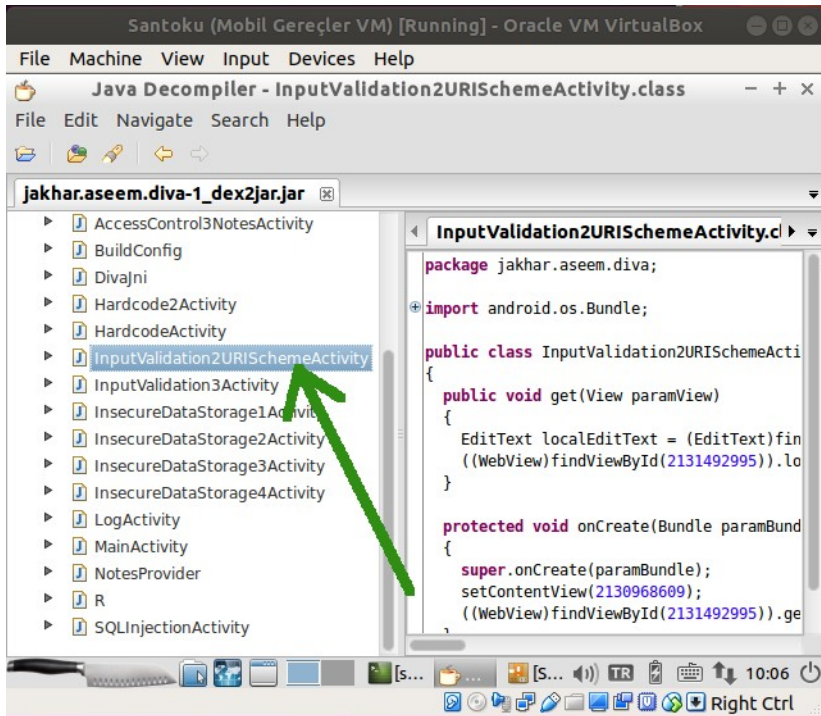 Santoku (Mobil Gereçler VM) [Running] - Oracle VM VirtualBox
File Machine View Input Devices Help
Java Decompiler - InputValidation2URISchemeActivity.class
File Edit Navigate Search Help
jakhar.aseem.diva-1_dex2jar.jar
AccessControl3NotesActivity
BuildConfig
DivaJni
Hardcode2Activity
HardcodeActivity
InputValidation2URISchemeActivity
InputValidation3Activity
InsecureDataStorage1Activity
InsecureDataStorage2Activity
InsecureDataStorage3Activity
InsecureDataStorage4Activity
LogActivity
MainActivity
NotesProvider
R
SQLInjectionActivity
InputValidation2URISchemeActivity.cl
package jakhar.aseem.diva;
import android.os.Bundle;
public class InputValidation2URISchemeActi
{
public void get(View paramView)
{
EditText localEditText = (EditText)fin
((WebView)findViewById(2131492995)).lo
}
protected void onCreate(Bundle paramBund
{
super.onCreate(paramBundle);
setContentView(2130968609);
((WebView)findViewById(2131492995)).ge
}
[s... ... [S... TR 10:06
Right Ctrl